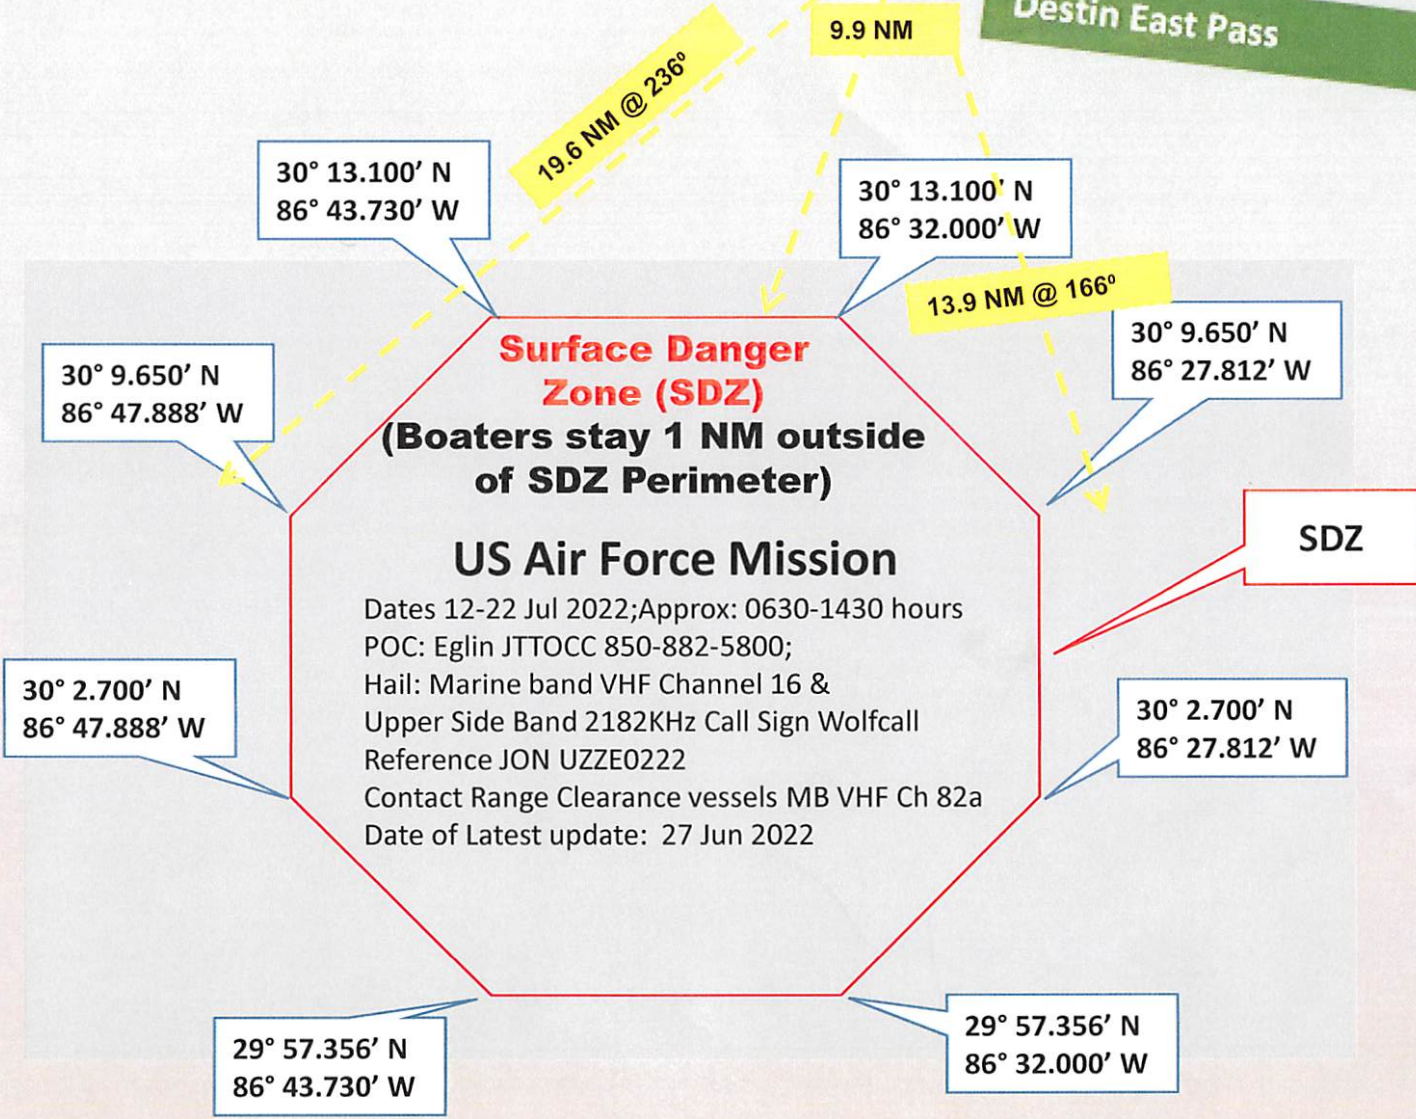 Destin East Pass
9.9 NM
19.6 NM @ 236º
30° 13.100’ N
86° 43.730’ W
30° 13.100’ N
86° 32.000’ W
13.9 NM @ 166º
30° 9.650’ N
86° 47.888’ W
30° 9.650’ N
86° 27.812’ W
Surface Danger
Zone (SDZ)
(Boaters stay 1 NM outside
of SDZ Perimeter)
SDZ
US Air Force Mission
Dates 12-22 Jul 2022;Approx: 0630-1430 hours
POC: Eglin JTTOCC 850-882-5800;
Hail: Marine band VHF Channel 16 &
Upper Side Band 2182KHz Call Sign Wolfcall
Reference JON UZZE0222
Contact Range Clearance vessels MB VHF Ch 82a
Date of Latest update:  27 Jun 2022
30° 2.700’ N
86° 47.888’ W
30° 2.700’ N
86° 27.812’ W
29° 57.356’ N
86° 43.730’ W
29° 57.356’ N
86° 32.000’ W